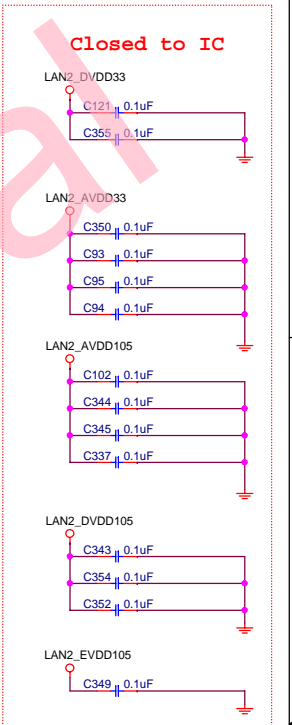 Closed to IC
LAN2_DVDD33
C121 0.1uF
C355 0.1uF
LAN2_AVDD33
C350 0.1uF
C93 0.1uF
C95 0.1uF
C94 0.1uF
LAN2_AVDD105
C102 0.1uF
C344 0.1uF
C345 0.1uF
C337 0.1uF
LAN2_DVDD105
C343 0.1uF
C354 0.1uF
C352 0.1uF
LAN2_EVDD105
C349 0.1uF